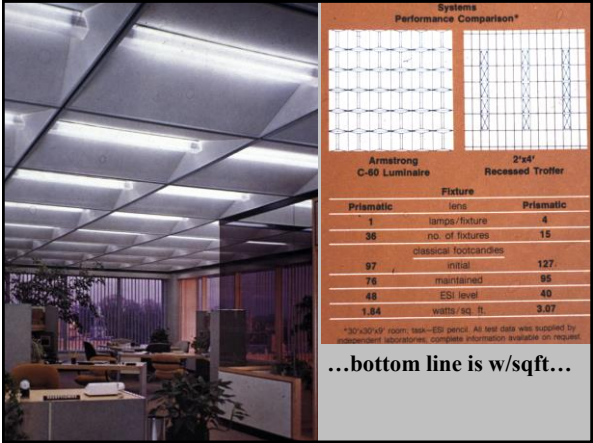 Systems
Performance Comparison*
Armstrong
C-60 Luminaire
2'x4'
Recessed Troffer
Fixture
Prismatic lens Prismatic
1 lamps/fixture 4
36 no. of fixtures 15
classical footcandles
97 initial 127
76 maintained 95
48 ESI level 40
1.84 watts/sq. ft. 3.07
*30'x30'x9' room; task—ESI pencil. All test data was supplied by
independent laboratories; complete information available on request.
…bottom line is w/sqft…